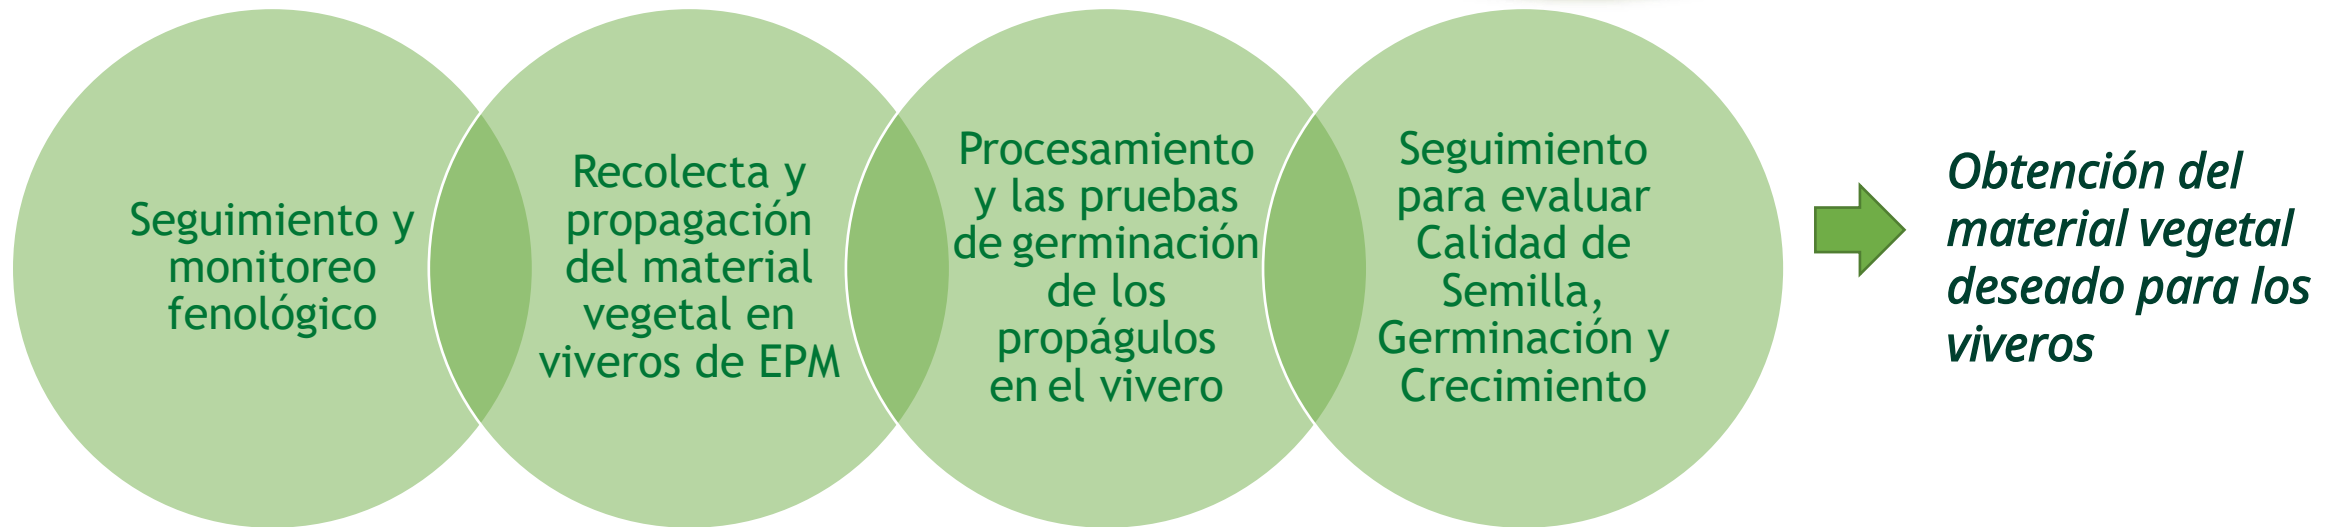 Seguimiento y
monitoreo
fenológico
Recolecta y
propagación
del material
vegetal en
viveros de EPM
Procesamiento
y las pruebas
de germinación
de los
propágulos
en el vivero
Seguimiento
para evaluar
Calidad de
Semilla,
Germinación y
Crecimiento
Obtención del
material vegetal
deseado para los
viveros